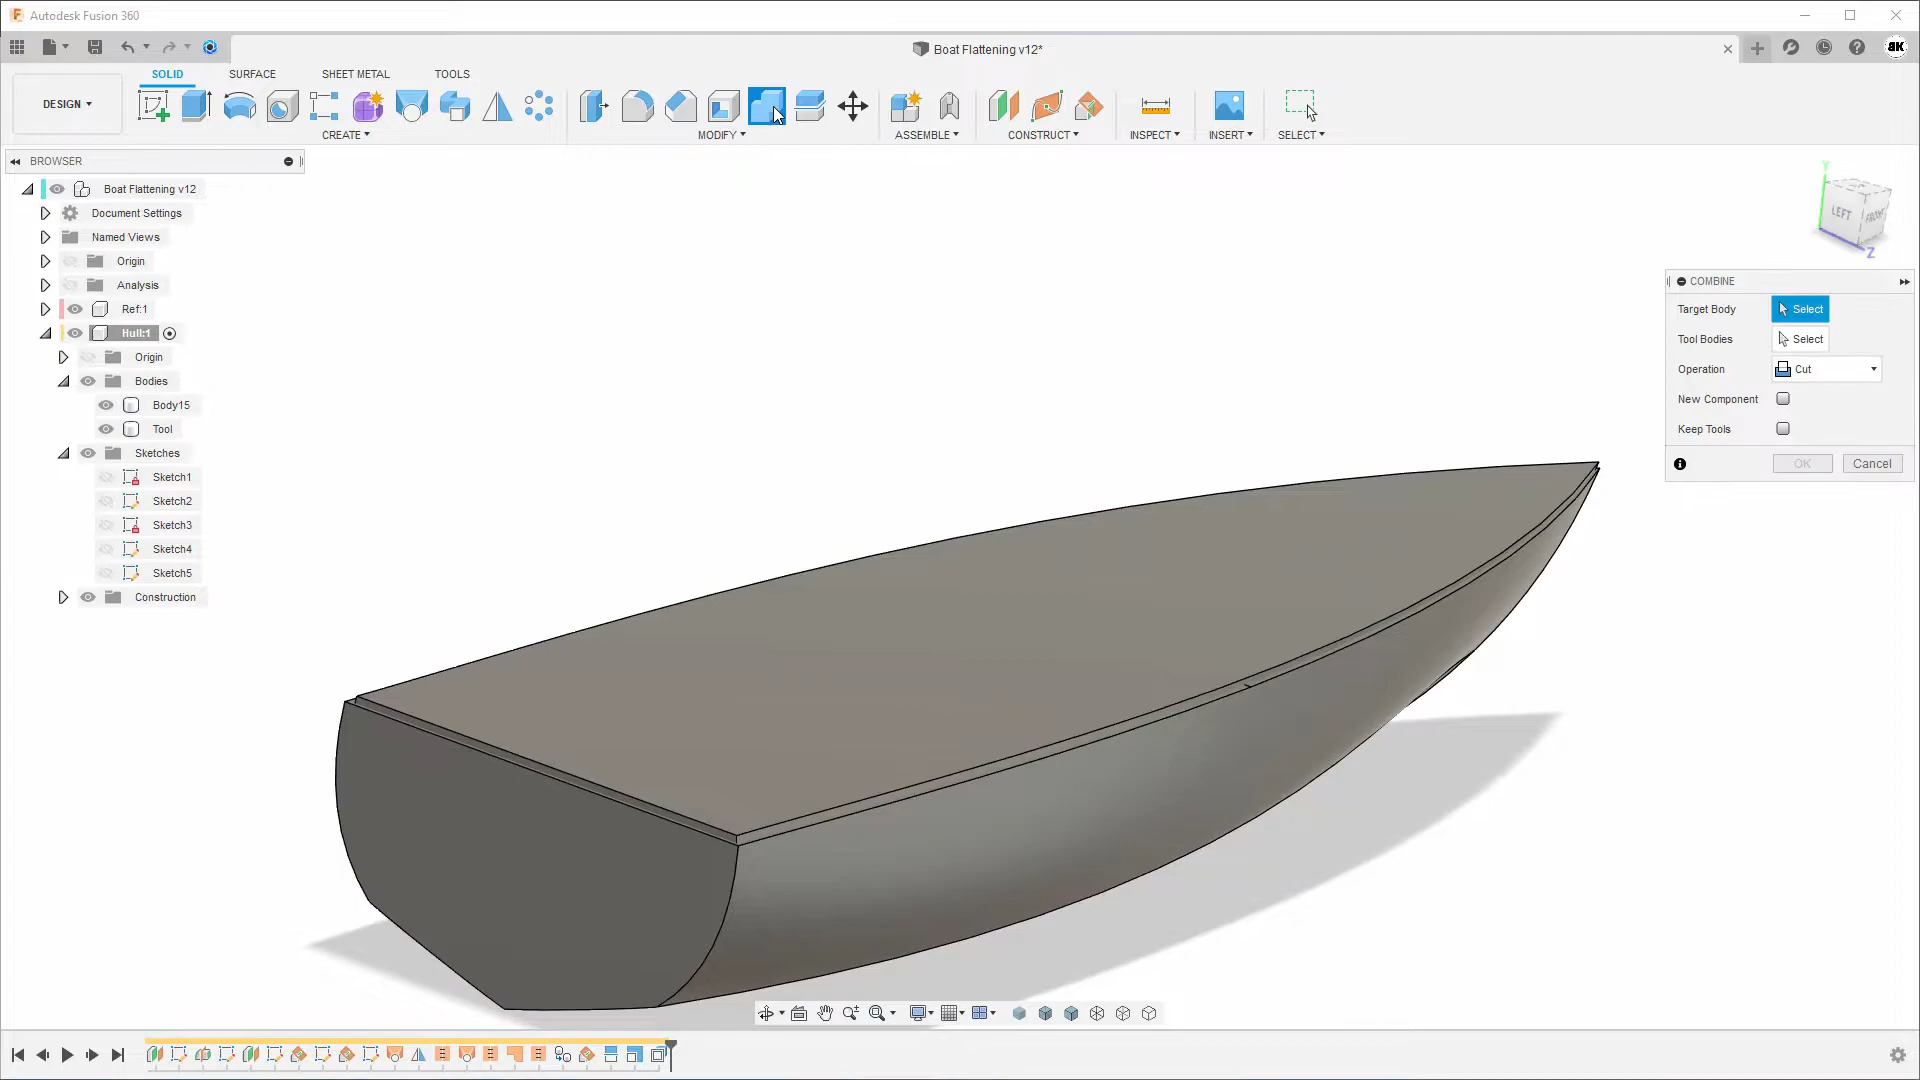 Autodesk Fusion 360
Boat Flattening v12*
BK
DESIGN
SOLID
SURFACE
SHEET METAL
TOOLS
CREATE
MODIFY
ASSEMBLE
CONSTRUCT
INSPECT
INSERT
SELECT
BROWSER
Boat Flattening v12
Document Settings
Named Views
Origin
Analysis
Ref:1
Hull:1
Origin
Bodies
Body15
Tool
Sketches
Sketch1
Sketch2
Sketch3
Sketch4
Sketch5
Construction
Y
LEFT
FRONT
Z
COMBINE
Target Body Select
Tool Bodies Select
Operation Cut
New Component
Keep Tools
OK Cancel